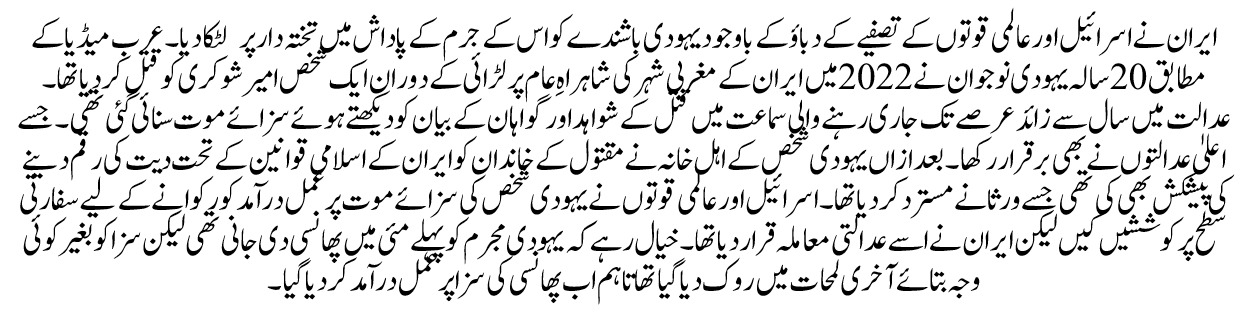 ایران نے اسرائیل اور عالمی قوتوں کے تصفیے کے دباؤ کے باوجود یہودی باشندے کو اس کے جرم کے پاداش میں تختہ دار پر لٹکا دیا۔ عرب میڈیا کے
مطابق 20 سالہ یہودی نوجوان نے 2022 میں ایران کے مغربی شہر کی شاہراہِ عام پر لڑائی کے دوران ایک شخص امیر شوکری کو قتل کر دیا تھا۔
عدالت میں سال سے زائد عرصے تک جاری رہنے والی سماعت میں قتل کے شواہد اور گواہان کے بیان کو دیکھتے ہوئے سزائے موت سنائی گئی تھی۔ جسے
اعلیٰ عدالتوں نے بھی برقرار رکھا۔ بعد ازاں یہودی شخص کے اہل خانہ نے مقتول کے خاندان کو ایران کے اسلامی قوانین کے تحت دیت کی رقم دینے
کی پیشکش بھی کی تھی جسے ورثا نے مسترد کر دیا تھا۔ اسرائیل اور عالمی قوتوں نے یہودی شخص کی سزائے موت پر عمل درآمد کو رکوانے کے لیے سفارتی
سطح پر کوششیں کیں لیکن ایران نے اسے عدالتی معاملہ قرار دیا تھا۔ خیال رہے کہ یہودی مجرم کو پہلے مئی میں پھانسی دی جانی تھی لیکن سزا کو بغیر کوئی
وجہ بتائے آخری لمحات میں روک دیا گیا تھا تاہم اب پھانسی کی سزا پر عمل درآمد کر دیا گیا۔